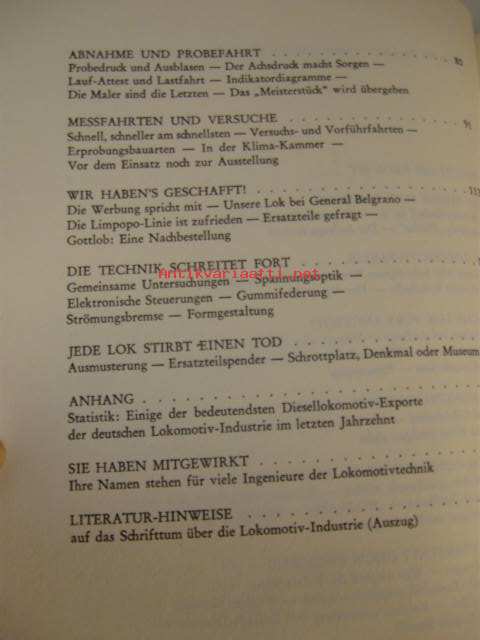 ABNAHME UND PROBEFAHRT . . . . . . . . . . . . . 80
Probedruck und Ausblasen — Der Achsdruck macht Sorgen —
Lauf-Attest und Lastfahrt — Indikatordiagramme —
Die Maler sind die Letzten — Das „Meisterstück" wird übergeben
MESSFAHRTEN UND VERSUCHE . . . . . . . . . . . .
Schnell, schneller am schnellsten — Versuchs- und Vorführfahrten —
Erprobungsbauarten — In der Klima-Kammer —
Vor dem Einsatz noch zur Ausstellung
WIR HABEN'S GESCHAFFT! . . . . . . . . . . . . .
Die Werbung spricht mit — Unsere Lok bei General Belgrano —
Die Limpopo-Linie ist zufrieden — Ersatzteile gefragt —
Gottlob: Eine Nachbestellung
antikvariaatti.net
DIE TECHNIK SCHREITET FORT . . . . . . . . . . .
Gemeinsame Untersuchungen — Spannungsoptik —
Elektronische Steuerungen — Gummifederung —
Strömungsbremse — Formgestaltung
JEDE LOK STIRBT EINEN TOD . . . . . . . . . . .
Ausmusterung — Ersatzteilspender — Schrottplatz, Denkmal oder Museum
ANHANG . . . . . . . . . . . . . . . . . . . .
Statistik: Einige der bedeutendsten Diesellokomotiv-Exporte
der deutschen Lokomotiv-Industrie im letzten Jahrzehnt
SIE HABEN MITGEWIRKT . . . . . . . . . . . . .
Ihre Namen stehen für viele Ingenieure der Lokomotivtechnik
LITERATUR-HINWEISE . . . . . . . . . . . . . .
auf das Schrifttum über die Lokomotiv-Industrie (Auszug)